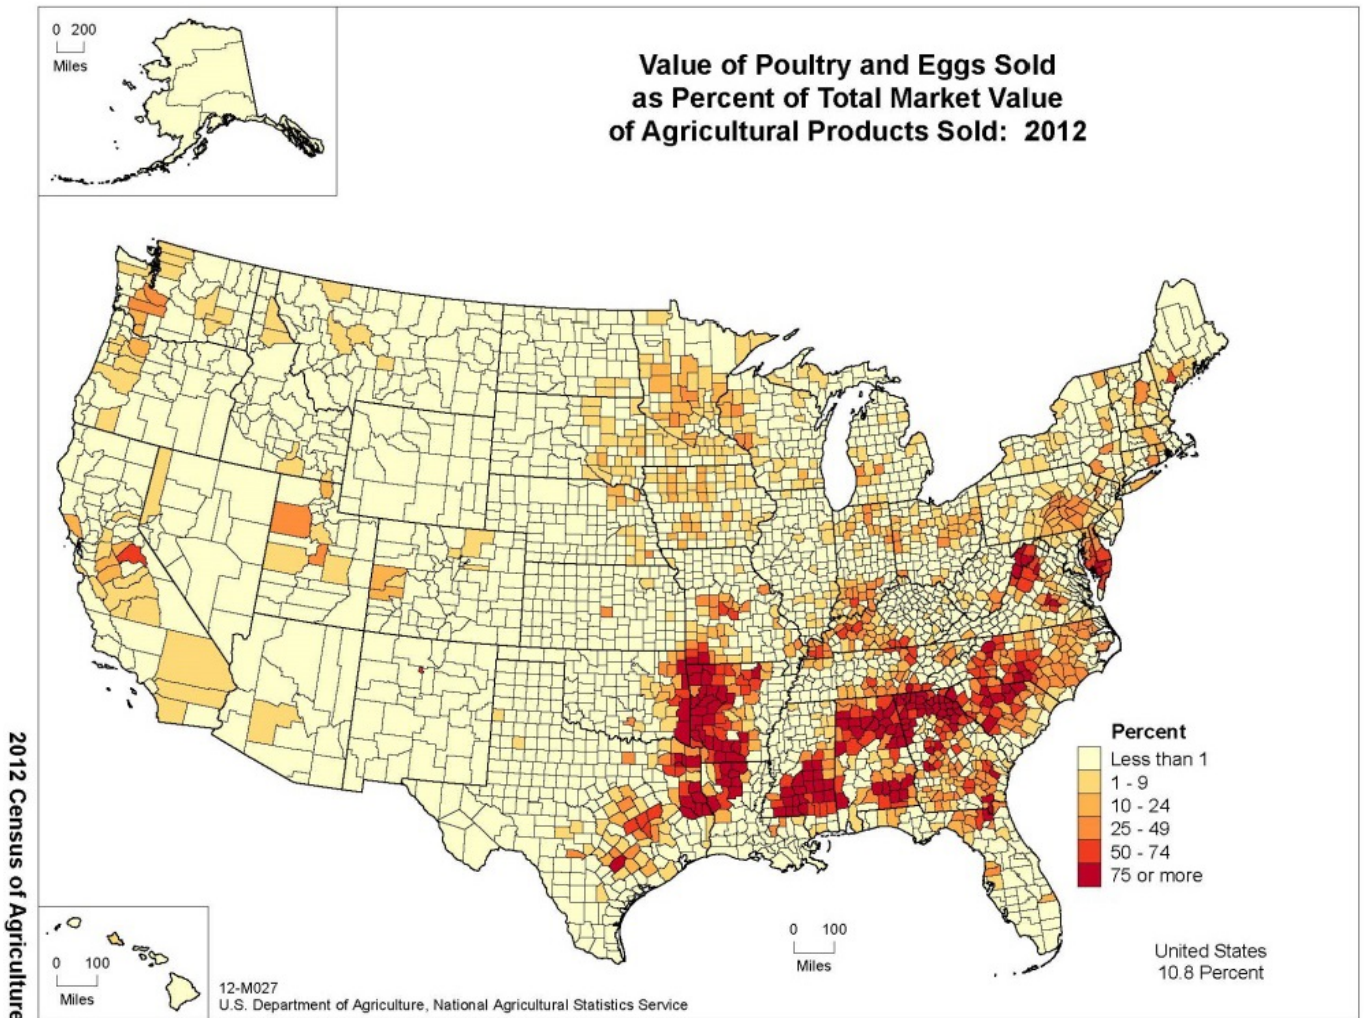 0 200
Miles
Value of Poultry and Eggs Sold
as Percent of Total Market Value
of Agricultural Products Sold: 2012
Percent
Less than 1
1 - 9
10 - 24
25 - 49
50 - 74
75 or more
0 100
Miles
United States
10.8 Percent
0 100
Miles
12-M027
U.S. Department of Agriculture, National Agricultural Statistics Service
2012 Census of Agriculture